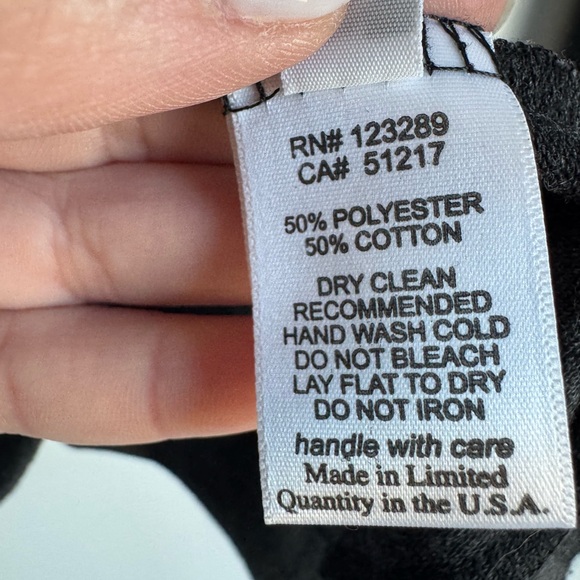 RN# 123289
CA# 51217
50% POLYESTER
50% COTTON
DRY CLEAN
RECOMMENDED
HAND WASH COLD
DO NOT BLEACH
LAY FLAT TO DRY
DO NOT IRON
handle with care
Made in Limited
Quantity in the U.S.A.